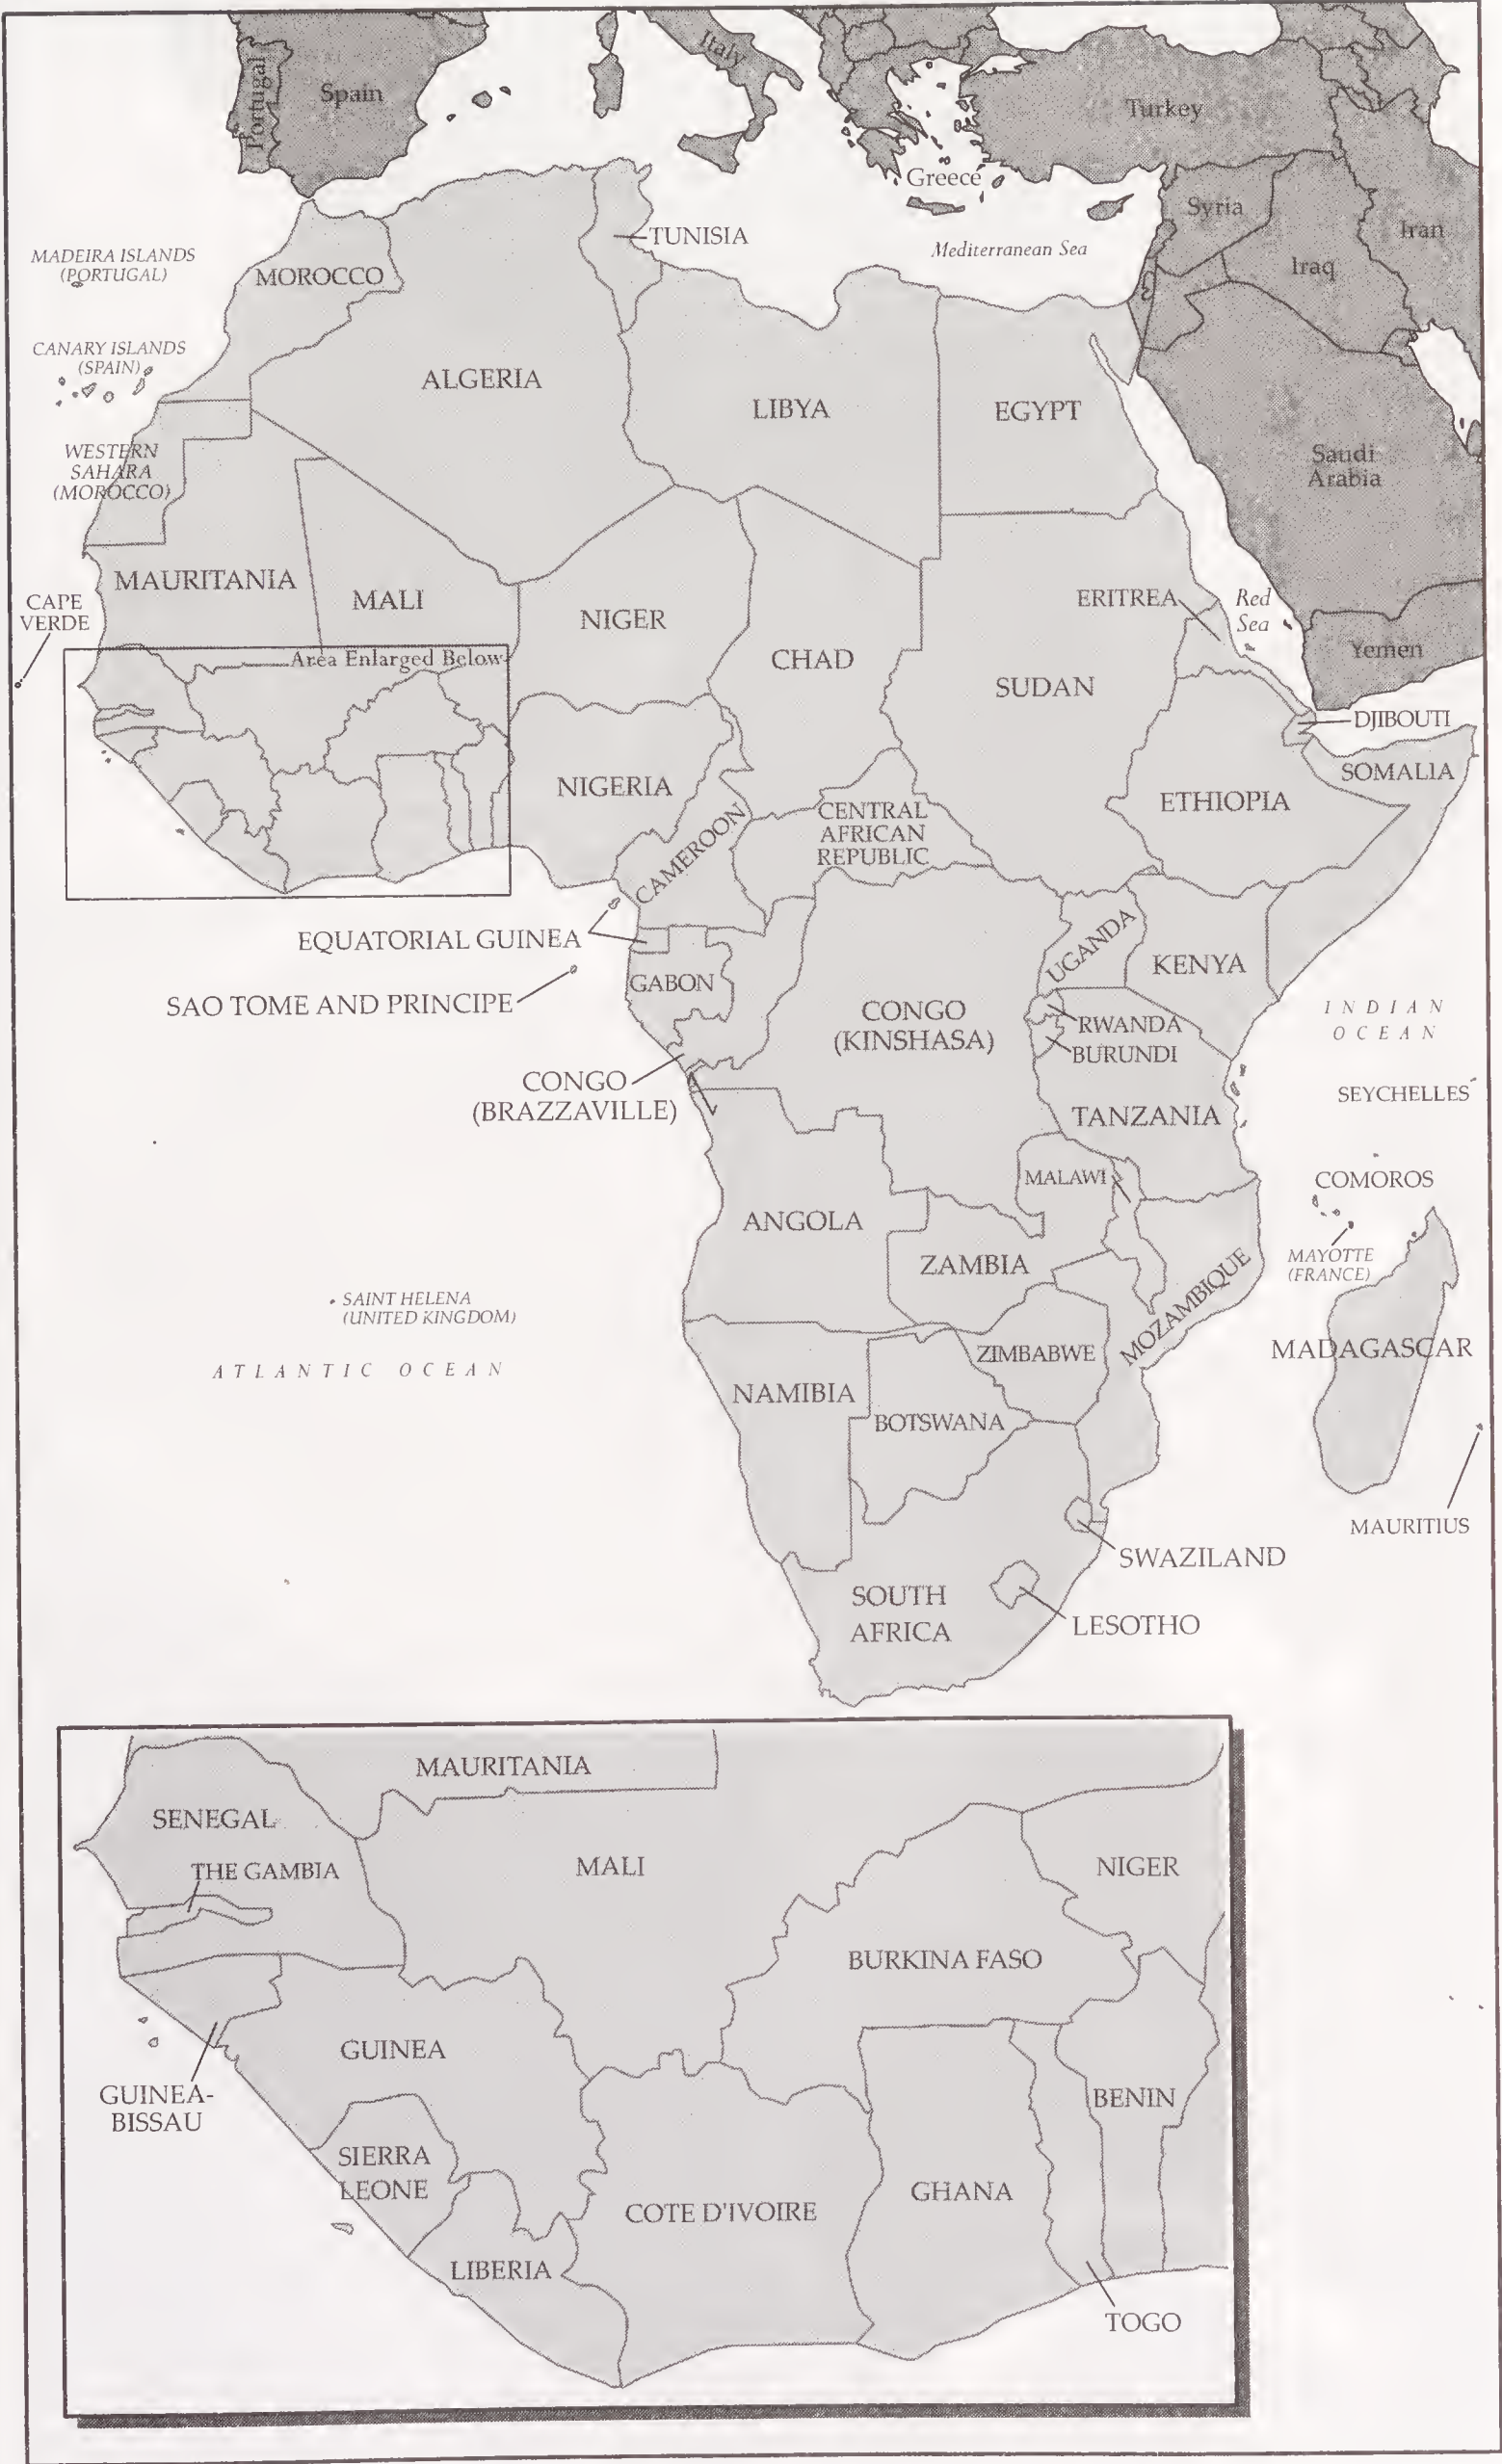 Portugal
Spain
Italy
Greece
Turkey
Syria
Iraq
Iran
Mediterranean Sea
MADEIRA ISLANDS
(PORTUGAL)
TUNISIA
MOROCCO
CANARY ISLANDS
(SPAIN)
ALGERIA
LIBYA
EGYPT
Saudi
Arabia
WESTERN
SAHARA
(MOROCCO)
MAURITANIA
MALI
NIGER
CHAD
SUDAN
ERITREA
Red
Sea
Yemen
CAPE
VERDE
Area Enlarged Below
DJIBOUTI
SOMALIA
ETHIOPIA
NIGERIA
CAMEROON
CENTRAL
AFRICAN
REPUBLIC
EQUATORIAL GUINEA
SAO TOME AND PRINCIPE
GABON
CONGO
(KINSHASA)
UGANDA
KENYA
RWANDA
BURUNDI
INDIAN
OCEAN
CONGO
(BRAZZAVILLE)
TANZANIA
SEYCHELLES
COMOROS
MALAWI
ANGOLA
ZAMBIA
MAYOTTE
(FRANCE)
MOZAMBIQUE
SAINT HELENA
(UNITED KINGDOM)
ATLANTIC OCEAN
ZIMBABWE
MADAGASCAR
NAMIBIA
BOTSWANA
MAURITIUS
SWAZILAND
SOUTH
AFRICA
LESOTHO
MAURITANIA
SENEGAL
THE GAMBIA
MALI
NIGER
BURKINA FASO
GUINEA
GUINEA-
BISSAU
BENIN
SIERRA
LEONE
COTE D'IVOIRE
GHANA
LIBERIA
TOGO